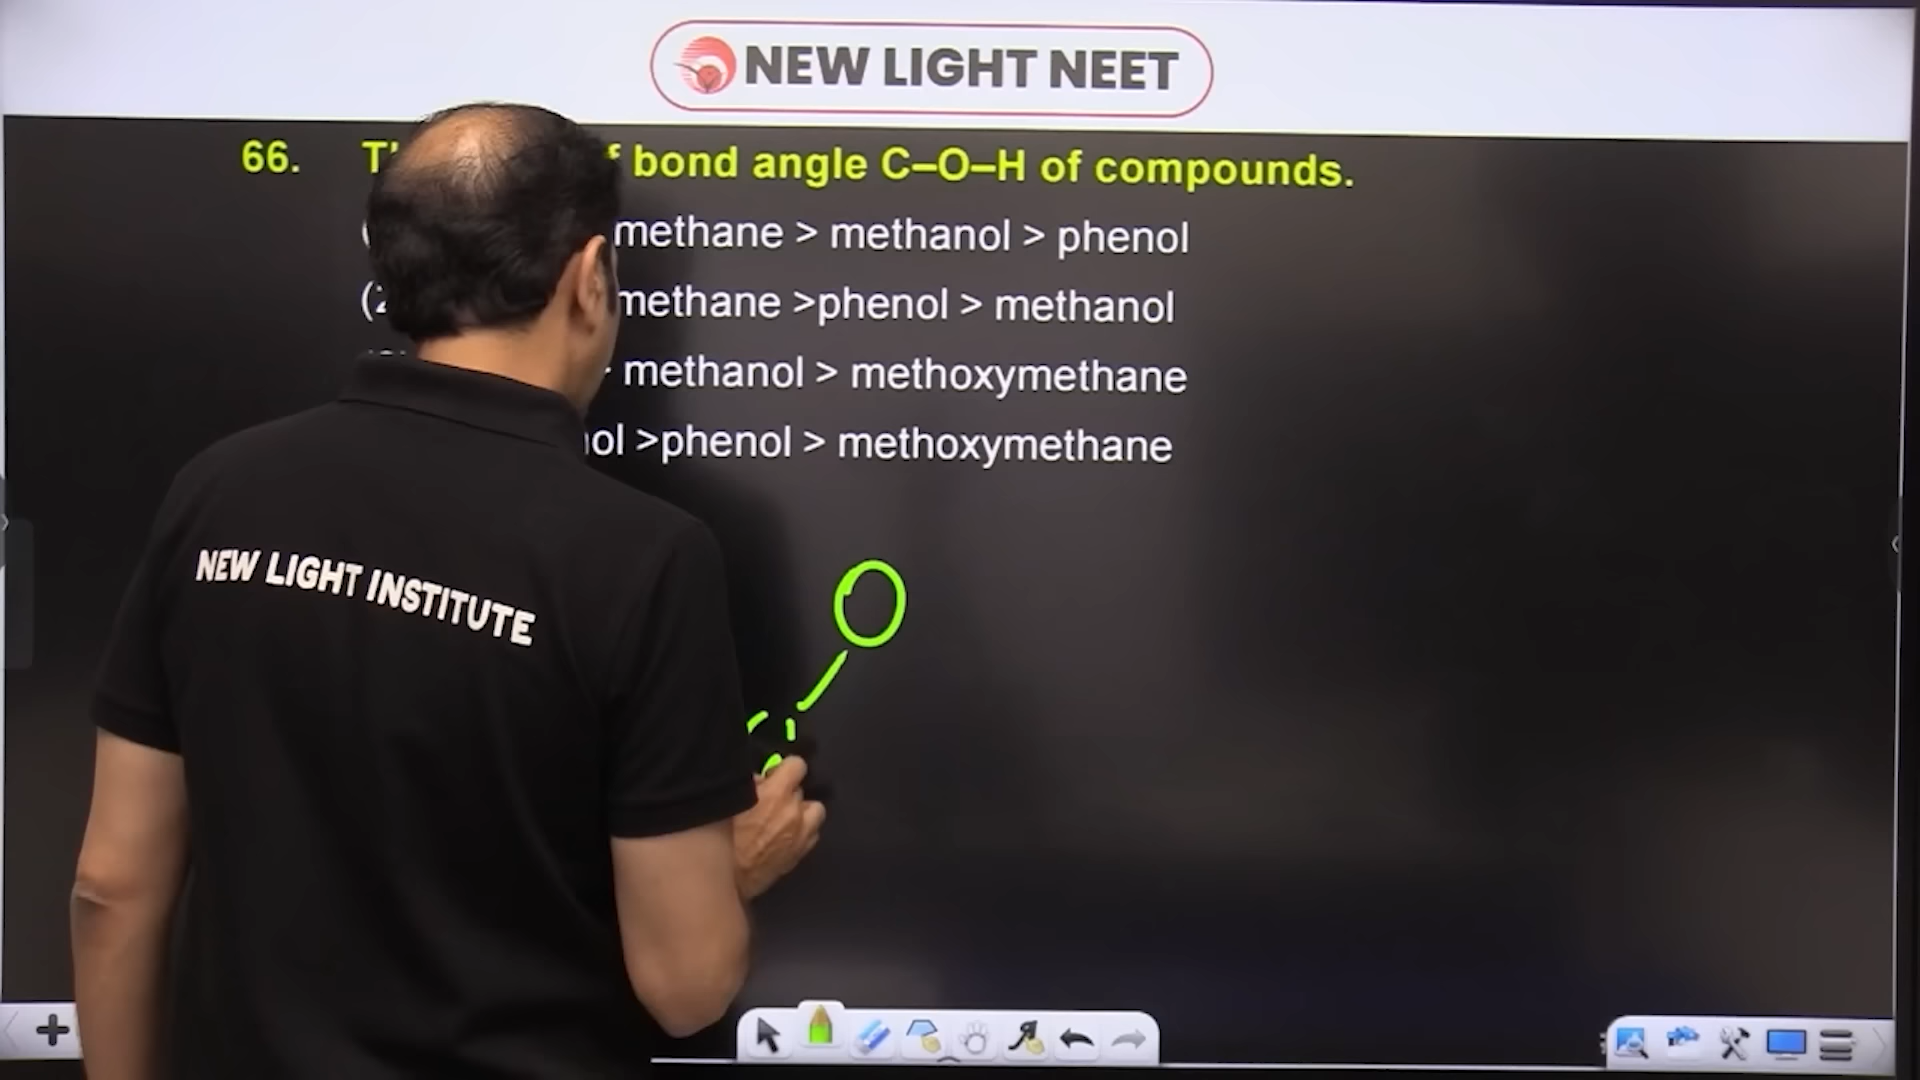 NEW LIGHT NEET
66. bond angle C–O–H of compounds.
methane > methanol > phenol
methane >phenol > methanol
methanol > methoxymethane
>phenol > methoxymethane
NEW LIGHT INSTITUTE